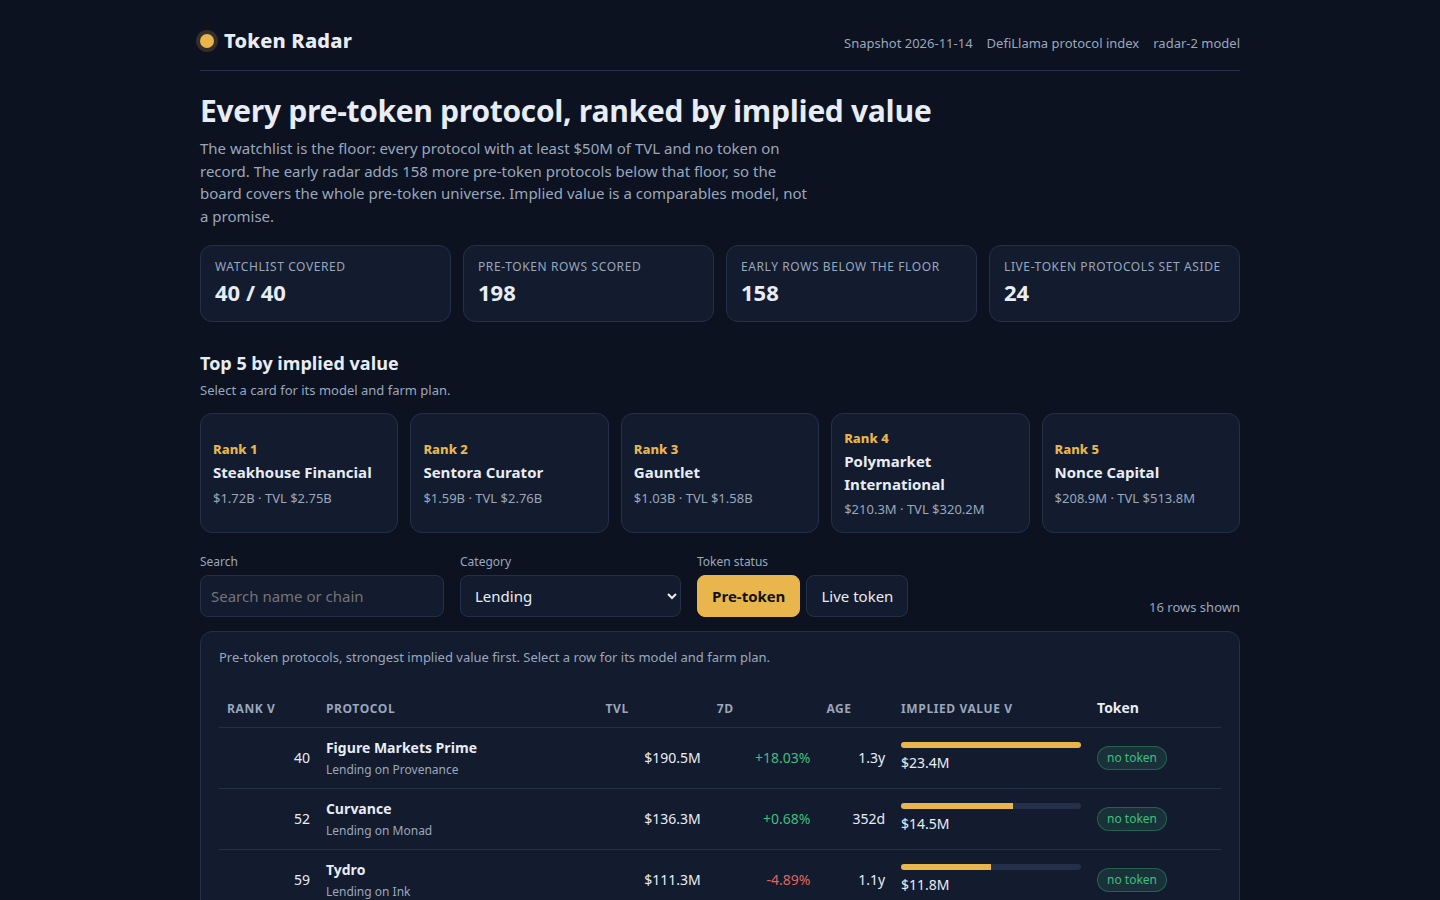 Token Radar
Snapshot 2026-11-14 DefiLlama protocol index radar-2 model
Every pre-token protocol, ranked by implied value
The watchlist is the floor: every protocol with at least $50M of TVL and no token on
record. The early radar adds 158 more pre-token protocols below that floor, so the
board covers the whole pre-token universe. Implied value is a comparables model, not
a promise.
WATCHLIST COVERED
40 / 40
PRE-TOKEN ROWS SCORED
198
EARLY ROWS BELOW THE FLOOR
158
LIVE-TOKEN PROTOCOLS SET ASIDE
24
Top 5 by implied value
Select a card for its model and farm plan.
Rank 1
Steakhouse Financial
$1.72B · TVL $2.75B
Rank 2
Sentora Curator
$1.59B · TVL $2.76B
Rank 3
Gauntlet
$1.03B · TVL $1.58B
Rank 4
Polymarket
International
$210.3M · TVL $320.2M
Rank 5
Nonce Capital
$208.9M · TVL $513.8M
Search
Search name or chain
Category
Lending
Token status
Pre-token
Live token
16 rows shown
Pre-token protocols, strongest implied value first. Select a row for its model and farm plan.
RANK V PROTOCOL TVL 7D AGE IMPLIED VALUE V Token
40 Figure Markets Prime $190.5M +18.03% 1.3y $23.4M no token
Lending on Provenance
52 Curvance $136.3M +0.68% 352d $14.5M no token
Lending on Monad
59 Tydro $111.3M -4.89% 1.1y $11.8M no token
Lending on Ink